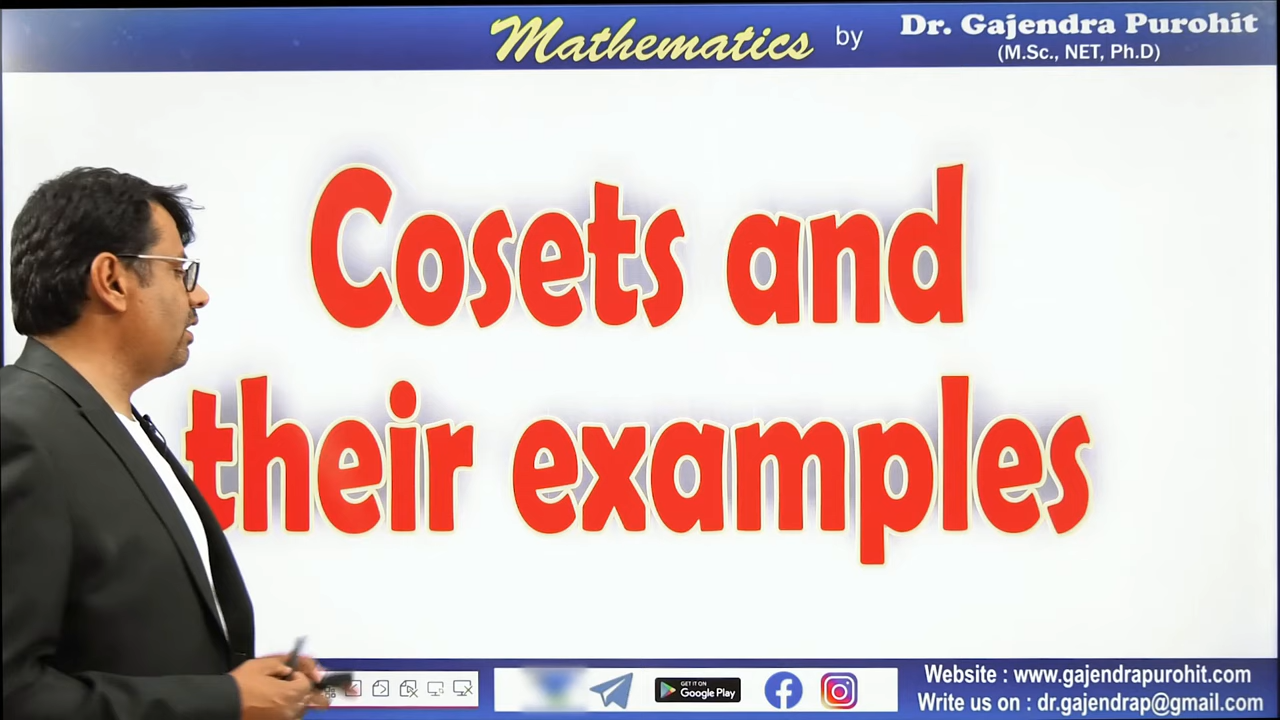 Mathematics by Dr. Gajendra Purohit
(M.Sc., NET, Ph.D)
Cosets and
their examples
GET IT ON
Google Play
Website : www.gajendrapurohit.com
Write us on : dr.gajendrap@gmail.com